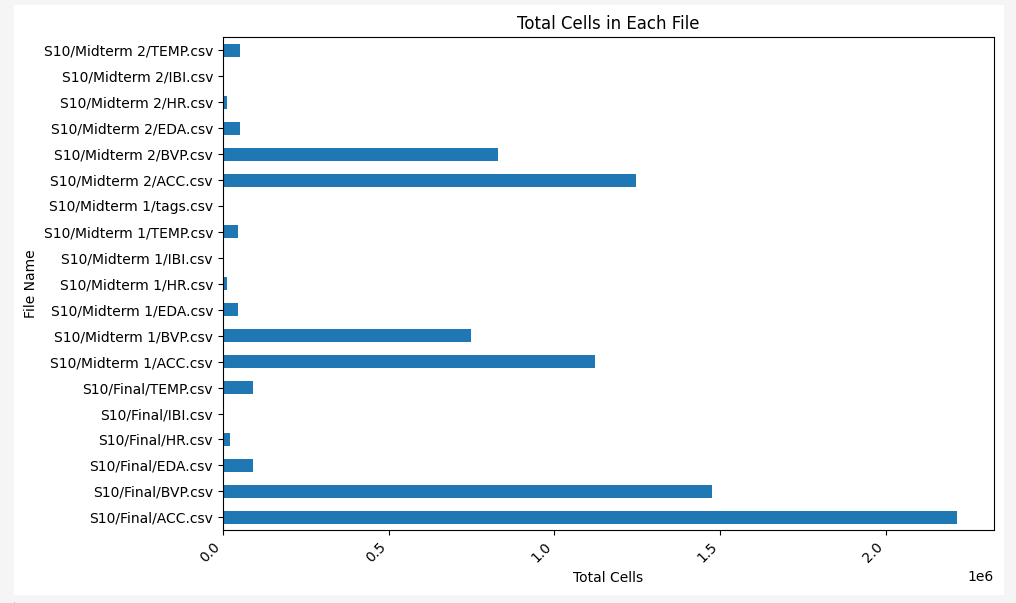 Total Cells in Each File
S10/Midterm 2/TEMP.csv
S10/Midterm 2/IBI.csv
S10/Midterm 2/HR.csv
S10/Midterm 2/EDA.csv
S10/Midterm 2/BVP.csv
S10/Midterm 2/ACC.csv
S10/Midterm 1/tags.csv
S10/Midterm 1/TEMP.csv
S10/Midterm 1/IBI.csv
S10/Midterm 1/HR.csv
S10/Midterm 1/EDA.csv
S10/Midterm 1/BVP.csv
S10/Midterm 1/ACC.csv
S10/Final/TEMP.csv
S10/Final/IBI.csv
S10/Final/HR.csv
S10/Final/EDA.csv
S10/Final/BVP.csv
S10/Final/ACC.csv
File Name
0.0 0.5 1.0 1.5 2.0
Total Cells
1e6